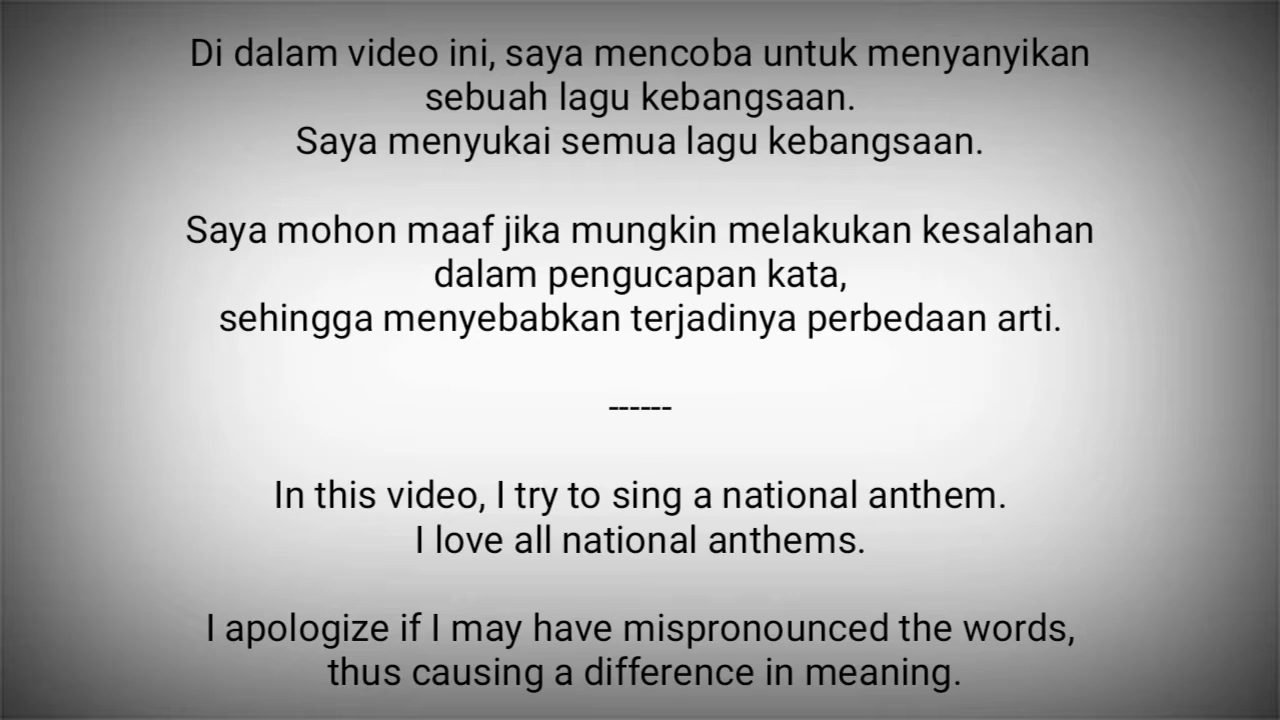 Di dalam video ini, saya mencoba untuk menyanyikan
sebuah lagu kebangsaan.
Saya menyukai semua lagu kebangsaan.
Saya mohon maaf jika mungkin melakukan kesalahan
dalam pengucapan kata,
sehingga menyebabkan terjadinya perbedaan arti.
------
In this video, I try to sing a national anthem.
I love all national anthems.
I apologize if I may have mispronounced the words,
thus causing a difference in meaning.